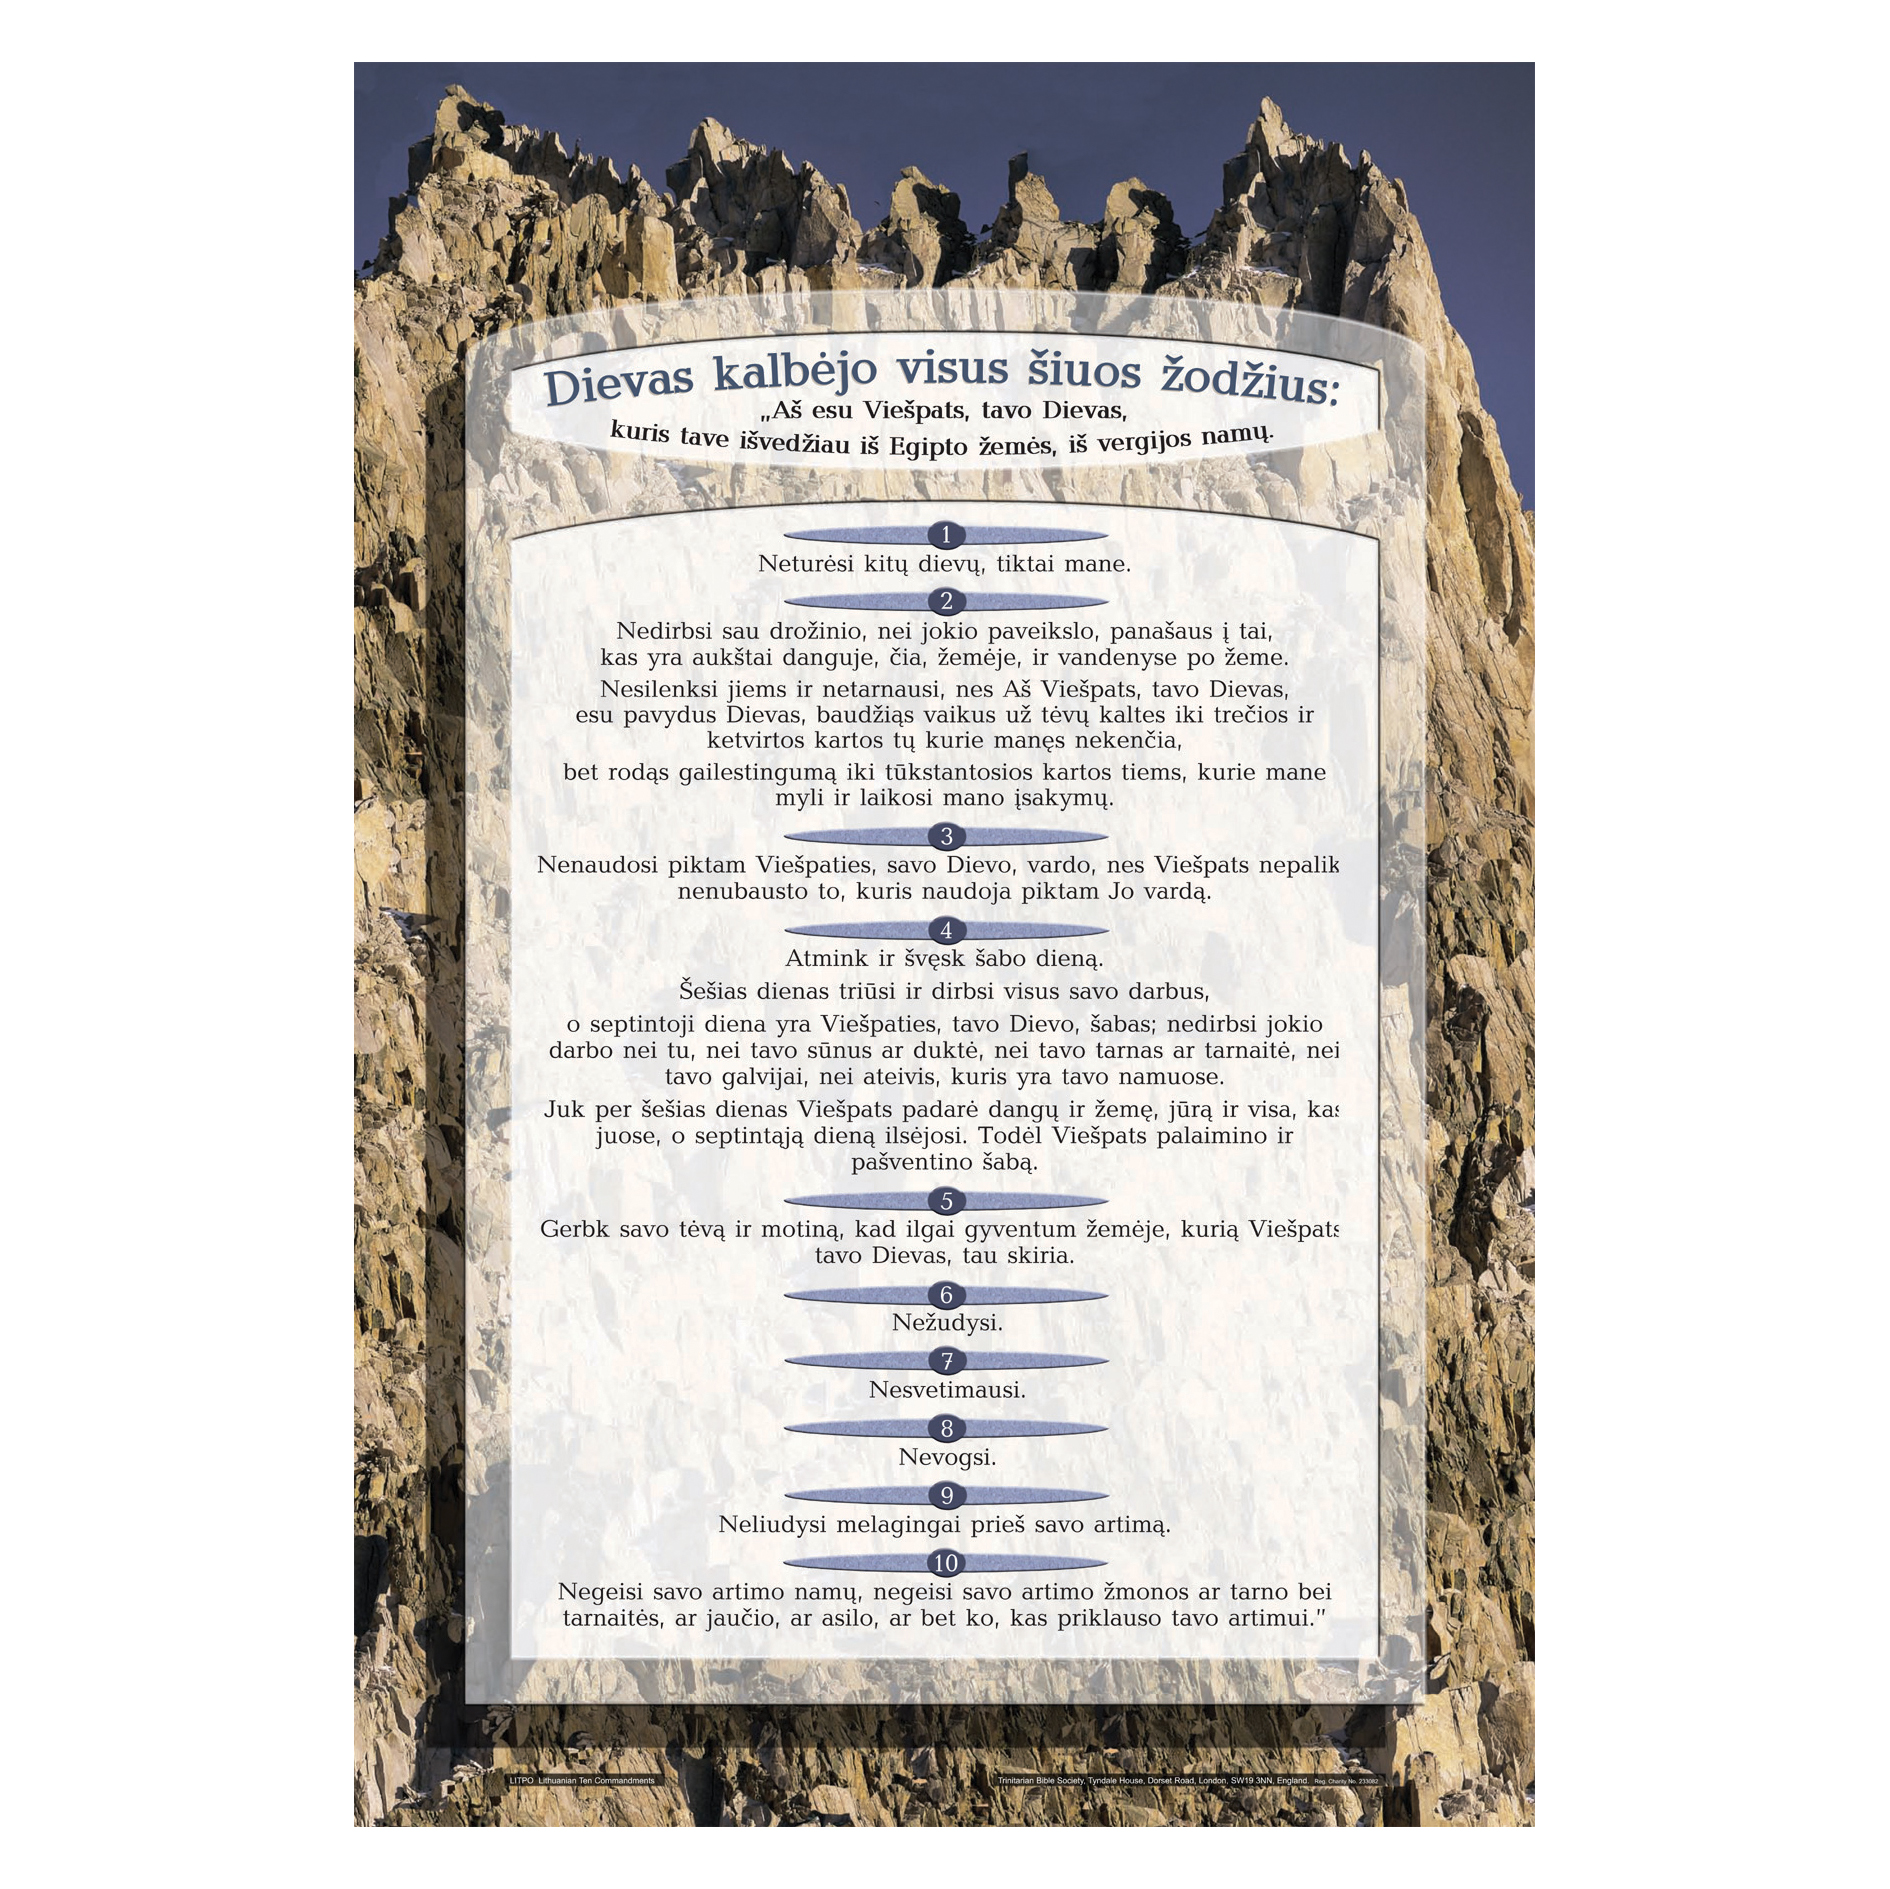 Dievas kalbėjo visus šiuos žodžius:
„Aš esu Viešpats, tavo Dievas,
kuris tave išvedžiau iš Egipto žemės, iš vergijos namų.
1
Neturėsi kitų dievų, tiktai mane.
2
Nedirbsi sau drožinio, nei jokio paveikslo, panašaus į tai,
kas yra aukštai danguje, čia, žemėje, ir vandenyse po žeme.
Nesilenksi jiems ir netarnausi, nes Aš Viešpats, tavo Dievas,
esu pavydus Dievas, baudžiąs vaikus už tėvų kaltes iki trečios ir
ketvirtos kartos tų kurie manęs nekenčia,
bet rodąs gailestingumą iki tūkstantosios kartos tiems, kurie mane
myli ir laikosi mano įsakymų.
3
Nenaudosi piktam Viešpaties, savo Dievo, vardo, nes Viešpats nepalik
nenubausto to, kuris naudoja piktam Jo vardą.
4
Atmink ir švęsk šabo dieną.
Šešias dienas triūsi ir dirbsi visus savo darbus,
o septintoji diena yra Viešpaties, tavo Dievo, šabas; nedirbsi jokio
darbo nei tu, nei tavo sūnus ar duktė, nei tavo tarnas ar tarnaitė, nei
tavo galvijai, nei ateivis, kuris yra tavo namuose.
Juk per šešias dienas Viešpats padarė dangų ir žemę, jūrą ir visa, kas
juose, o septintąją dieną ilsėjosi. Todėl Viešpats palaimino ir
pašventino šabą.
5
Gerbk savo tėvą ir motiną, kad ilgai gyventum žemėje, kurią Viešpats
tavo Dievas, tau skiria.
6
Nežudysi.
7
Nesvetimausi.
8
Nevogsi.
9
Neliudysi melagingai prieš savo artimą.
10
Negeisi savo artimo namų, negeisi savo artimo žmonos ar tarno bei
tarnaitės, ar jaučio, ar asilo, ar bet ko, kas priklauso tavo artimui.”
LITPO Lithuanian Ten Commandments
Trinitarian Bible Society, Tyndale House, Dorset Road, London, SW19 3NN, England. Reg. Charity No. 233082